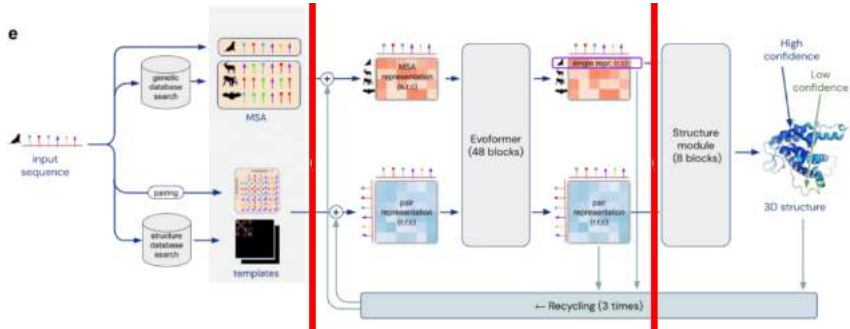 e
genetic
database
search
MSA
input
sequence
pairing
structure
database
search
templates
MSA
representation
(s,r,c)
single repr. (r,c)
Evoformer
(48 blocks)
pair
representation
(r,r,c)
pair
representation
(r,r,c)
Structure
module
(8 blocks)
High
confidence
Low
confidence
3D structure
← Recycling (3 times)